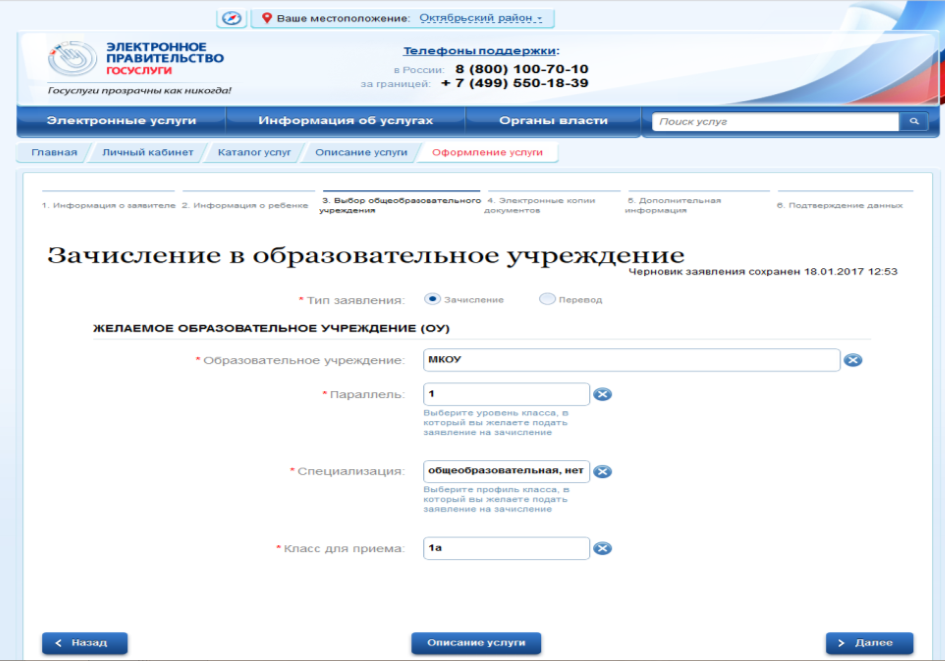 Ваше местоположение: Октябрьский район
ЭЛЕКТРОННОЕ
ПРАВИТЕЛЬСТВО
ГОСУСЛУГИ
Госуслуги прозрачны как никогда!
Телефоны поддержки:
в России: 8 (800) 100-70-10
за границей: + 7 (499) 550-18-39
Электронные услуги Информация об услугах Органы власти Поиск услуг
Главная Личный кабинет Каталог услуг Описание услуги Оформление услуги
1. Информация о заявителе 2. Информация о ребенке 3. Выбор общеобразовательного учреждения 4. Электронные копии документов 5. Дополнительная информация 6. Подтверждение данных
Зачисление в образовательное учреждение
Черновик заявления сохранен 18.01.2017 12:53
* Тип заявления: Зачисление Перевод
ЖЕЛАЕМОЕ ОБРАЗОВАТЕЛЬНОЕ УЧРЕЖДЕНИЕ (ОУ)
* Образовательное учреждение: МКОУ
* Параллель: 1
Выберите уровень класса, в
который вы желаете подать
заявление на зачисление
* Специализация: общеобразовательная, нет
Выберите профиль класса, в
который вы желаете подать
заявление на зачисление
* Класс для приема: 1а
< Назад Описание услуги > Далее